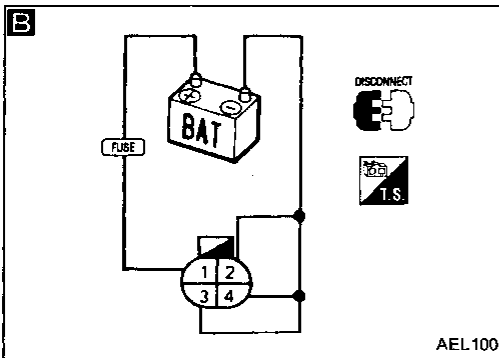 B
DISCONNECT
+ −
BAT
FUSE
T.S.
1 2
3 4
AEL100